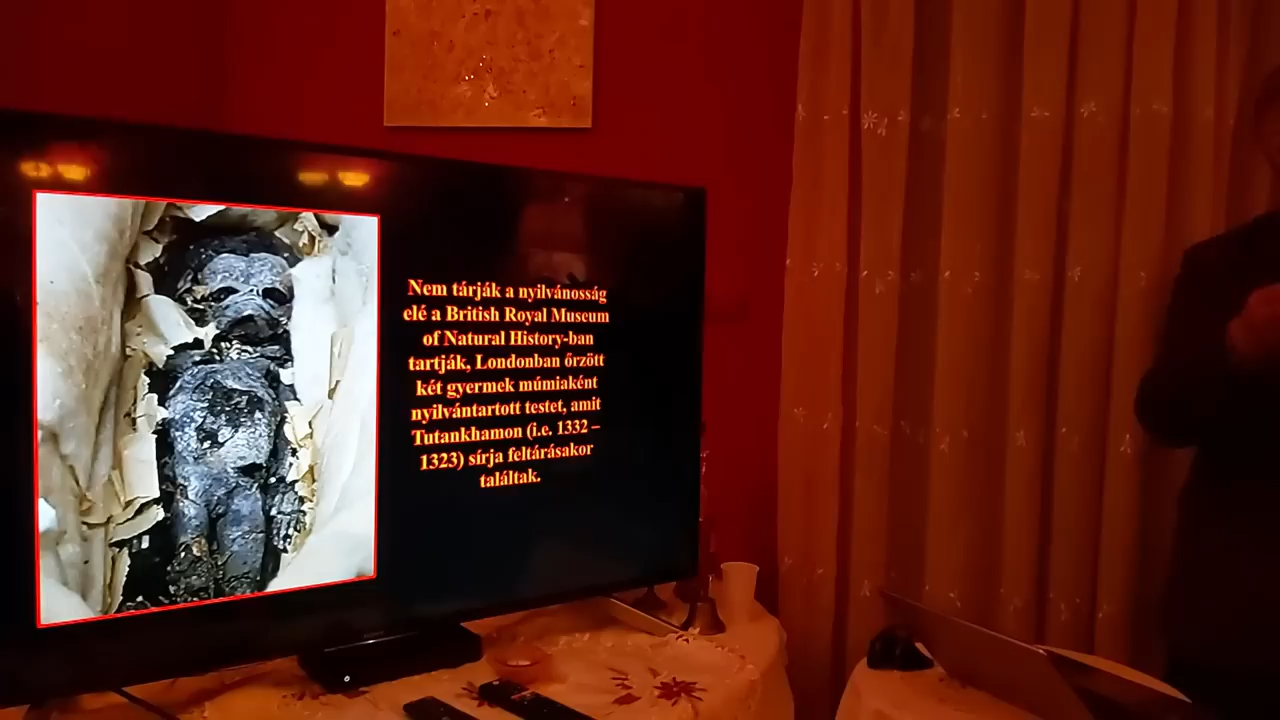 Nem tárják a nyilvánosság
elé a British Royal Museum
of Natural History-ban
tartják, Londonban őrzött
két gyermek múmiaként
nyilvántartott testet, amit
Tutankhamon (i.e. 1332 –
1323) sírja feltárásakor
találtak.